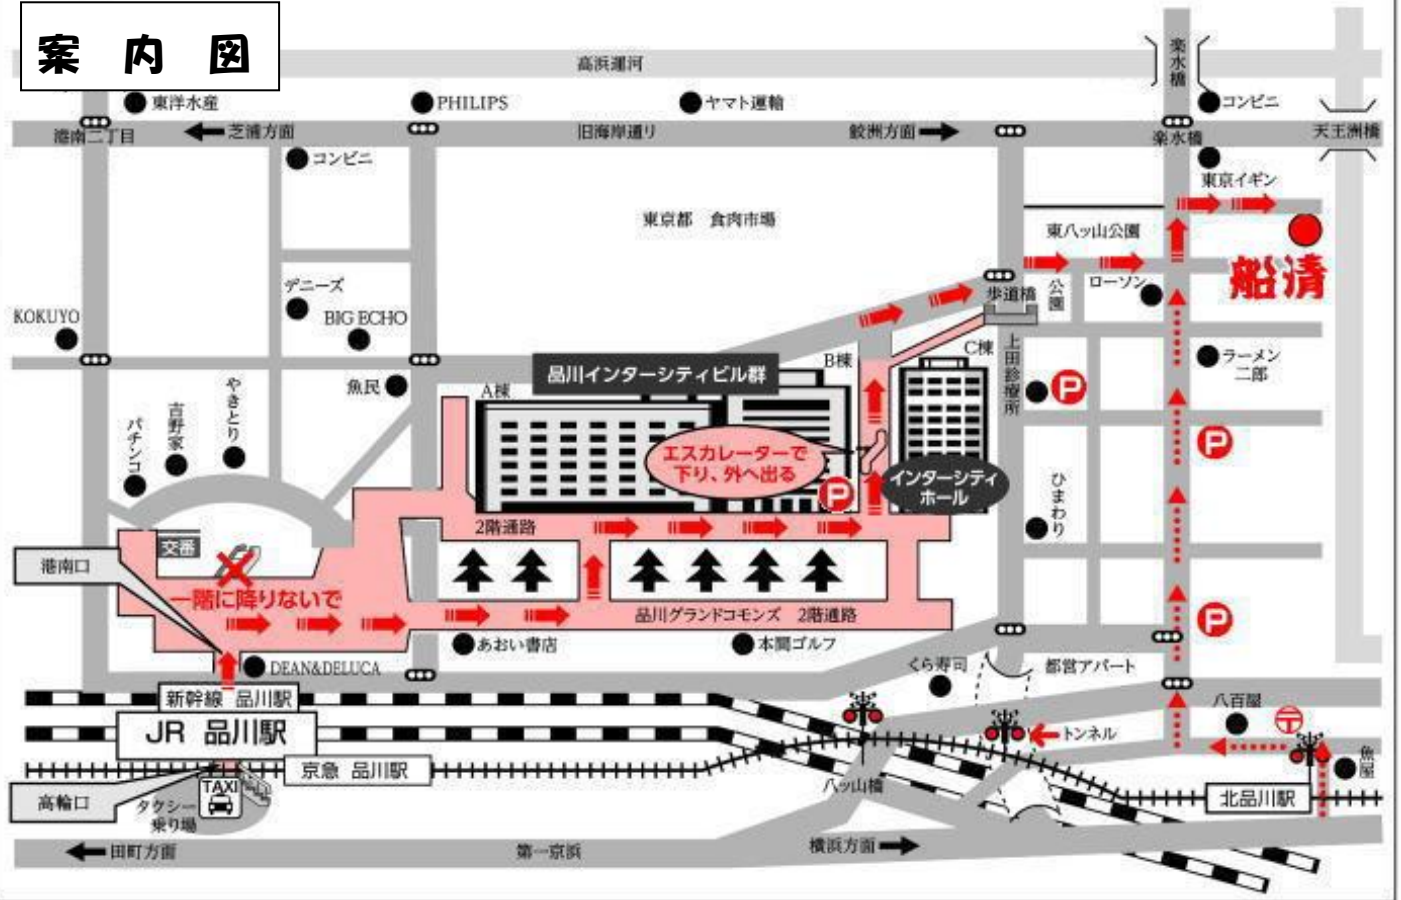 案内図
高浜運河
楽水橋
東洋水産
PHILIPS
ヤマト運輸
コンビニ
港南二丁目
芝浦方面
旧海岸通り
鮫洲方面
楽水橋
天王洲橋
コンビニ
東京イギン
東京都 食肉市場
東八ッ山公園
船清
デニーズ
歩道橋
公園
ローソン
KOKUYO
BIG ECHO
品川インターシティビル群
B棟
C棟
上田診療所
ラーメン
二郎
魚民
A棟
P
やきとり
吉野家
パチンコ
エスカレーターで
下り、外へ出る
P
インターシティ
ホール
P
ひまわり
2階通路
交番
港南口
一階に降りないで
品川グランドコモンズ 2階通路
P
あおい書店
本間ゴルフ
DEAN&DELUCA
くら寿司
都営アパート
新幹線 品川駅
八百屋
〒
JR 品川駅
トンネル
魚屋
京急 品川駅
高輪口
TAXI
タクシー
乗り場
八ッ山橋
北品川駅
田町方面
第一京浜
横浜方面